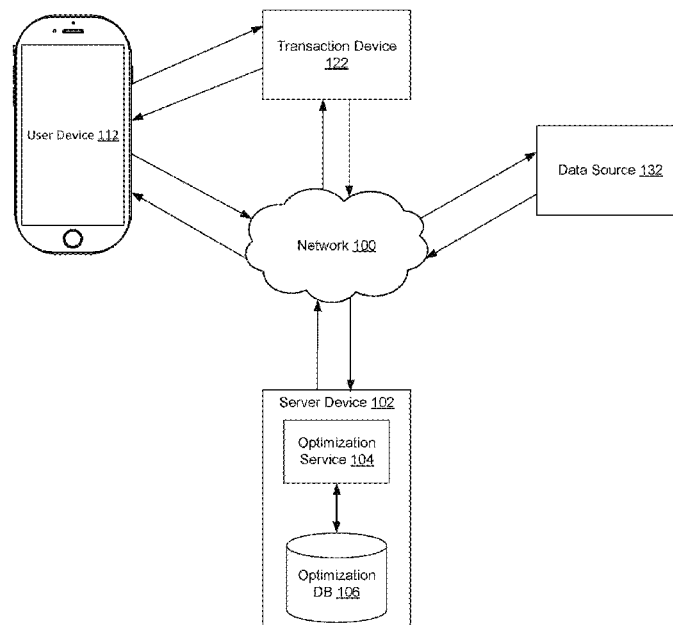 Transaction Device
122
User Device 112
Data Source 132
Network 100
Server Device 102
Optimization
Service 104
Optimization
DB 106